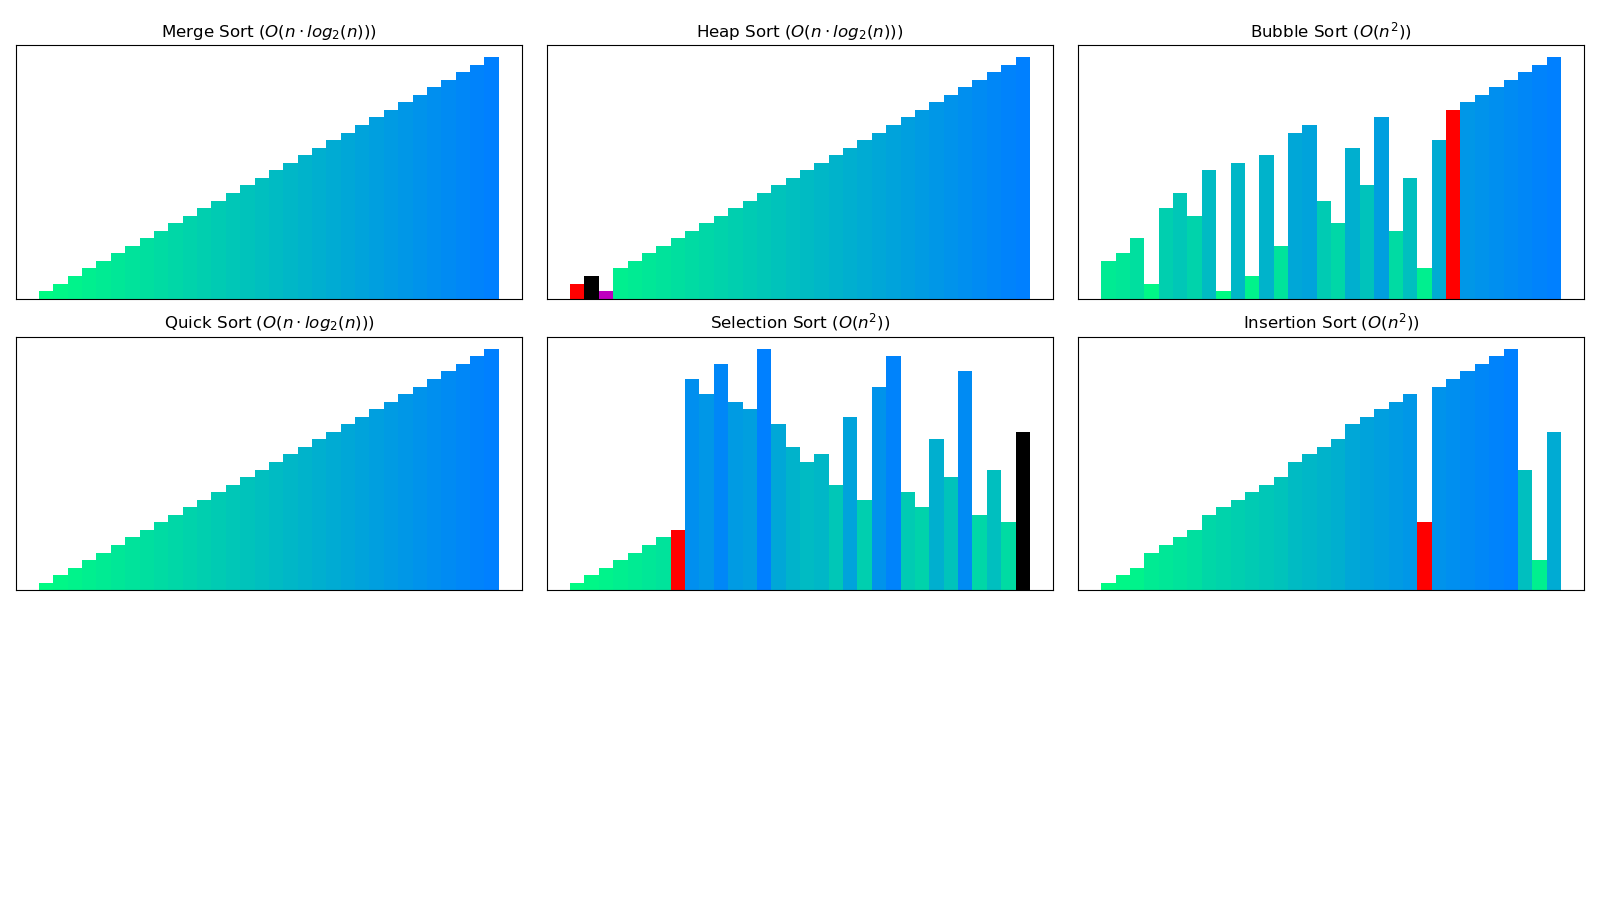 Merge Sort (O(n · log₂(n)))
Heap Sort (O(n · log₂(n)))
Bubble Sort (O(n²))
Quick Sort (O(n · log₂(n)))
Selection Sort (O(n²))
Insertion Sort (O(n²))